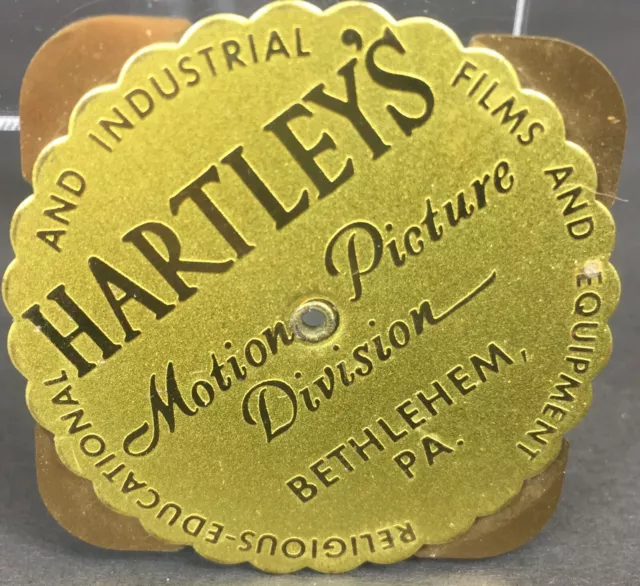 HARTLEY'S
Motion Picture
Division
BETHLEHEM,
PA.
RELIGIOUS-EDUCATIONAL AND INDUSTRIAL FILMS AND EQUIPMENT